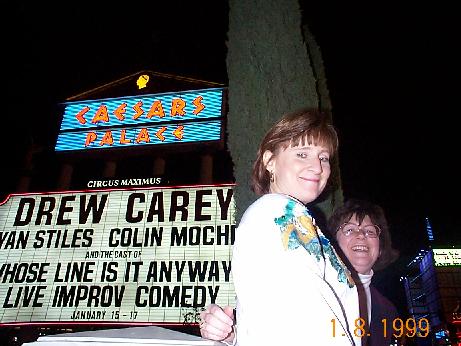 CAESARS
PALACE
CIRCUS MAXIMUS
DREW CAREY
YAN STILES COLIN MOCH
AND THE CAST OF
WHOSE LINE IS IT ANYWAY
LIVE IMPROV COMEDY
JANUARY 15 - 17
1. 8. 1999